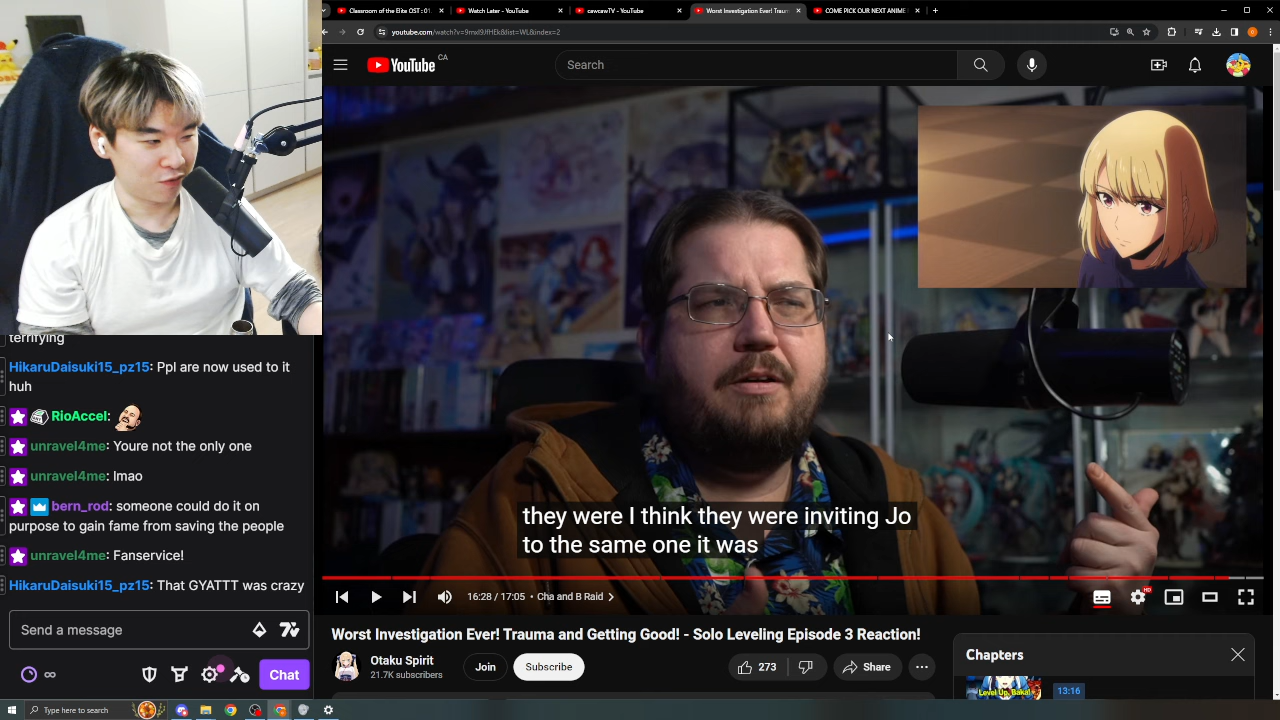 Classroom of the Elite OST : 01.
Watch Later - YouTube
cawcawTV - YouTube
Worst Investigation Ever! Traum
COME PICK OUR NEXT ANIME
youtube.com/watch?v=9mxl9JfHEk&list=WL&index=2
YouTube CA
Search
they were I think they were inviting Jo
to the same one it was
16:28 / 17:05 • Cha and B Raid
HD
Worst Investigation Ever! Trauma and Getting Good! - Solo Leveling Episode 3 Reaction!
Otaku Spirit
21.7K subscribers
Join
Subscribe
273
Share
Chapters
Level Up, Baka!
13:16
terrifying
HikaruDaisuki15_pz15: Ppl are now used to it
huh
RioAccel:
unravel4me: Youre not the only one
unravel4me: lmao
bern_rod: someone could do it on
purpose to gain fame from saving the people
unravel4me: Fanservice!
HikaruDaisuki15_pz15: That GYATTT was crazy
Send a message
Chat
Type here to search